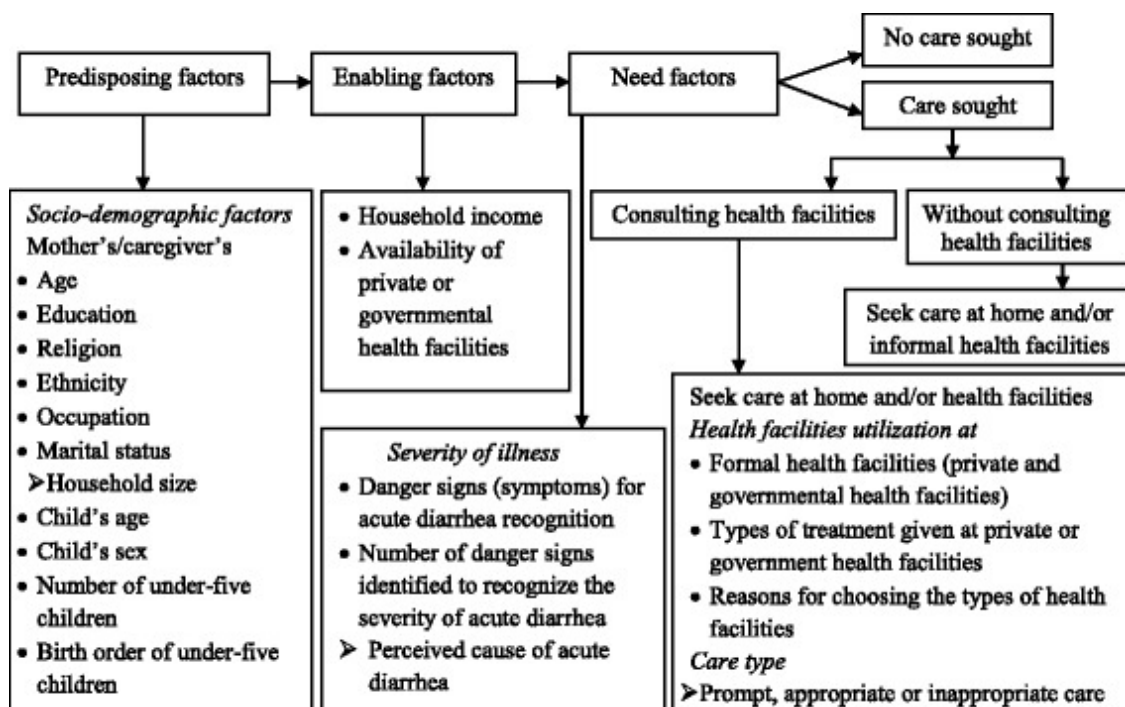 Predisposing factors
Enabling factors
Need factors
No care sought
Care sought
Consulting health facilities
Without consulting
health facilities
Seek care at home and/or
informal health facilities
Socio-demographic factors
Mother's/caregiver's
• Age
• Education
• Religion
• Ethnicity
• Occupation
• Marital status
➢Household size
• Child's age
• Child's sex
• Number of under-five
children
• Birth order of under-five
children
• Household income
• Availability of
private or
governmental
health facilities
Severity of illness
• Danger signs (symptoms) for
acute diarrhea recognition
• Number of danger signs
identified to recognize the
severity of acute diarrhea
➢ Perceived cause of acute
diarrhea
Seek care at home and/or health facilities
Health facilities utilization at
• Formal health facilities (private and
governmental health facilities)
• Types of treatment given at private or
government health facilities
• Reasons for choosing the types of health
facilities
Care type
➢Prompt, appropriate or inappropriate care